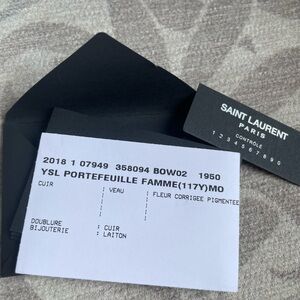 SAINT LAURENT
PARIS
CONTRÔLE
1 2 3 4 5 6 7 8 9 0
2018 1 07949 358094 BOW02 1950
YSL PORTEFEUILLE FAMME(117Y)MO
CUIR : VEAU : FLEUR CORRIGEE PIGMENTEE
DOUBLURE : CUIR
BIJOUTERIE : LAITON